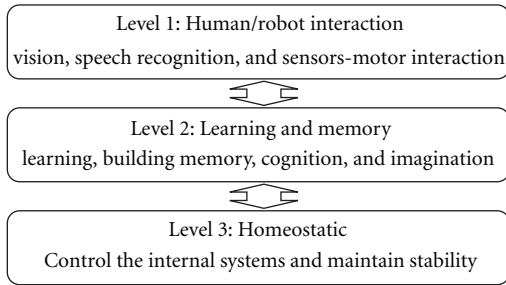 Level 1: Human/robot interaction
vision, speech recognition, and sensors-motor interaction
Level 2: Learning and memory
learning, building memory, cognition, and imagination
Level 3: Homeostatic
Control the internal systems and maintain stability